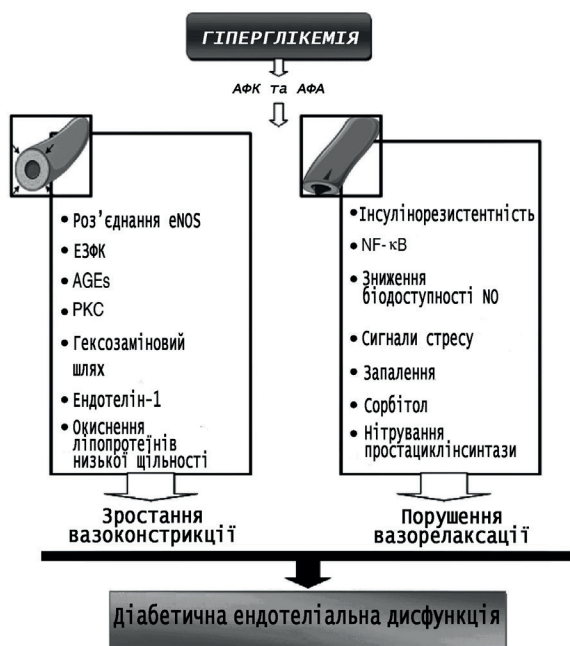 ГІПЕРГЛІКЕМІЯ
АФК та АФА
• Роз’єднання eNOS
• ЕЗФК
• AGEs
• PKC
• Гексозаміновий
шлях
• Ендотелін-1
• Окиснення
ліпопротеїнів
низької щільності
Зростання
вазоконстрикції
• Інсулінорезистентність
• NF-κB
• Зниження
біодоступності NO
• Сигнали стресу
• Запалення
• Сорбітол
• Нітрування
простациклінсинтази
Порушення
вазорелаксації
Діабетична ендотеліальна дисфункція